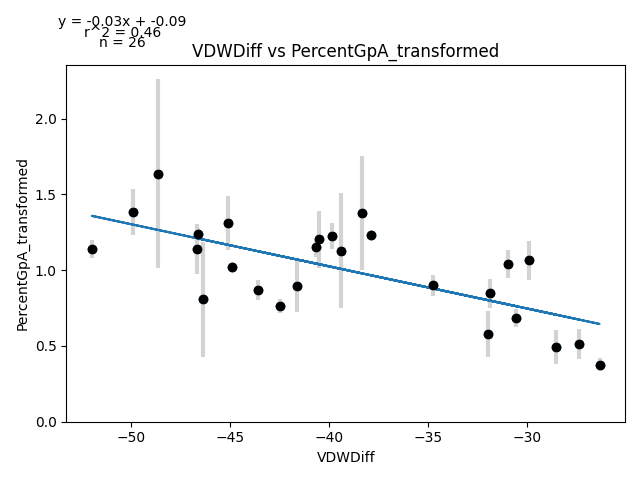 y = -0.03x + -0.09
r^2 = 0.46
n = 26
VDWDiff vs PercentGpA_transformed
PercentGpA_transformed
2.0
1.5
1.0
0.5
0.0
−50
−45
−40
−35
−30
VDWDiff